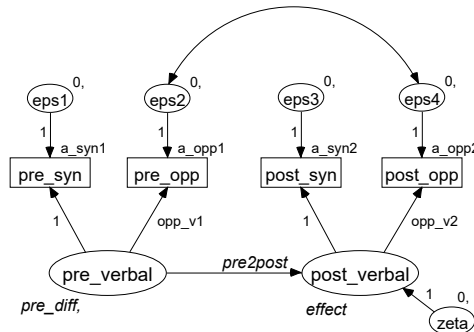 0, 0, 0, 0,
eps1 eps2 eps3 eps4
1 1 1 1
a_syn1 a_opp1 a_syn2 a_opp2
pre_syn pre_opp post_syn post_opp
1 opp_v1 1 opp_v2
pre2post
pre_verbal post_verbal
pre_diff, effect
1 0,
zeta